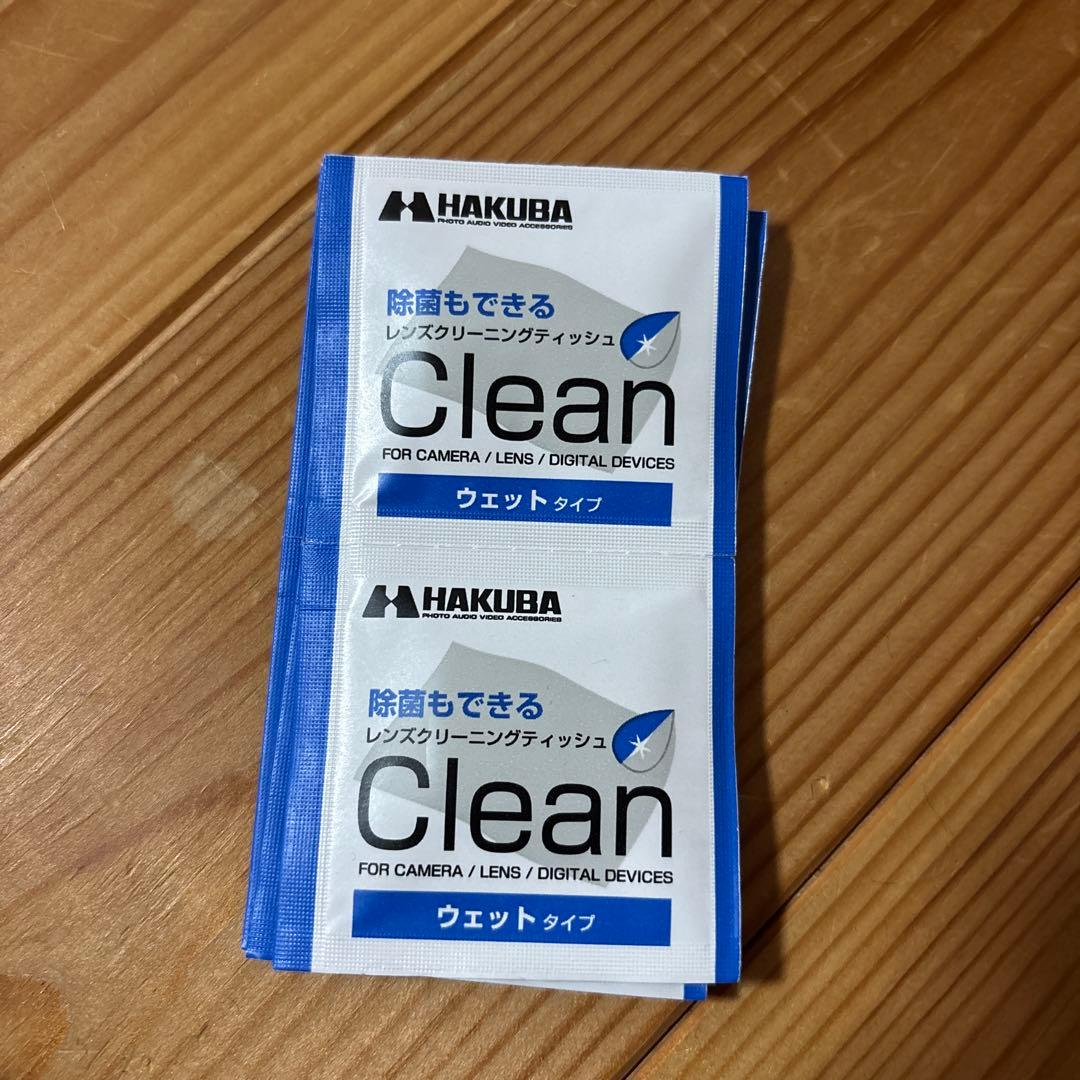 HAKUBA
PHOTO AUDIO VIDEO ACCESSORIES
除菌もできる
レンズクリーニングティッシュ
Clean
FOR CAMERA / LENS / DIGITAL DEVICES
ウェットタイプ
HAKUBA
PHOTO AUDIO VIDEO ACCESSORIES
除菌もできる
レンズクリーニングティッシュ
Clean
FOR CAMERA / LENS / DIGITAL DEVICES
ウェットタイプ